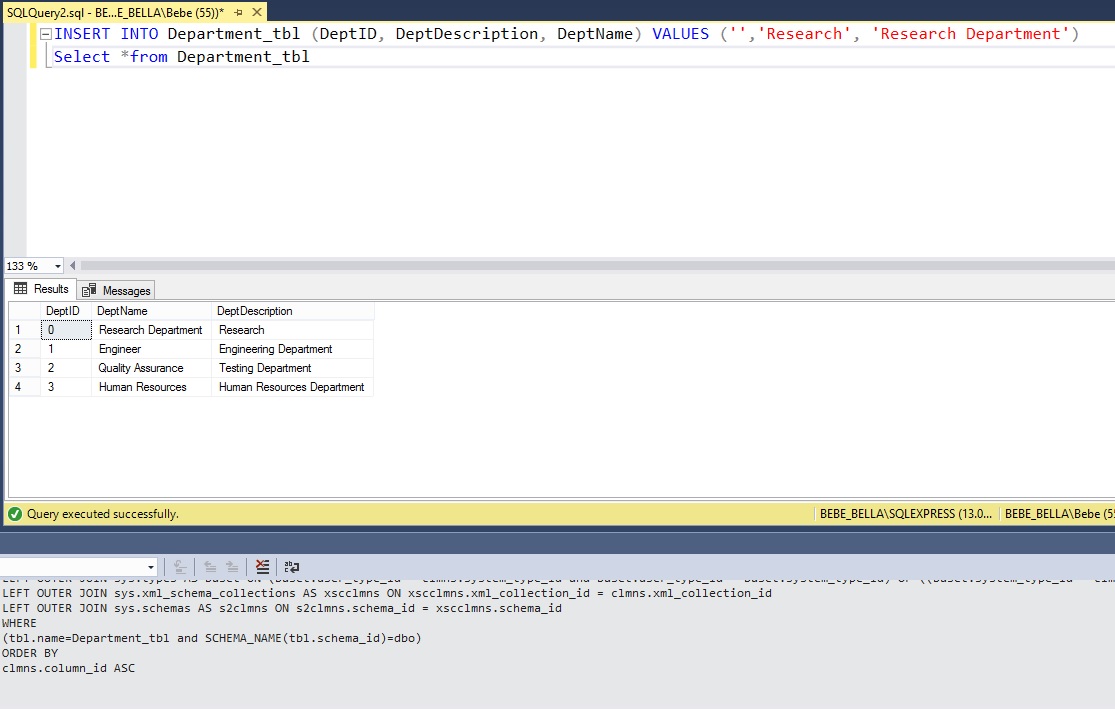 SQLQuery2.sql - BE...E_BELLA\Bebe (55))*
INSERT INTO Department_tbl (DeptID, DeptDescription, DeptName) VALUES ('','Research', 'Research Department')
Select *from Department_tbl
133 %
Results Messages
DeptID DeptName DeptDescription
1 0 Research Department Research
2 1 Engineer Engineering Department
3 2 Quality Assurance Testing Department
4 3 Human Resources Human Resources Department
Query executed successfully. BEBE_BELLA\SQLEXPRESS (13.0... BEBE_BELLA\Bebe (55
LEFT OUTER JOIN sys.xml_schema_collections AS xscclmns ON xscclmns.xml_collection_id = clmns.xml_collection_id
LEFT OUTER JOIN sys.schemas AS s2clmns ON s2clmns.schema_id = xscclmns.schema_id
WHERE
(tbl.name=Department_tbl and SCHEMA_NAME(tbl.schema_id)=dbo)
ORDER BY
clmns.column_id ASC